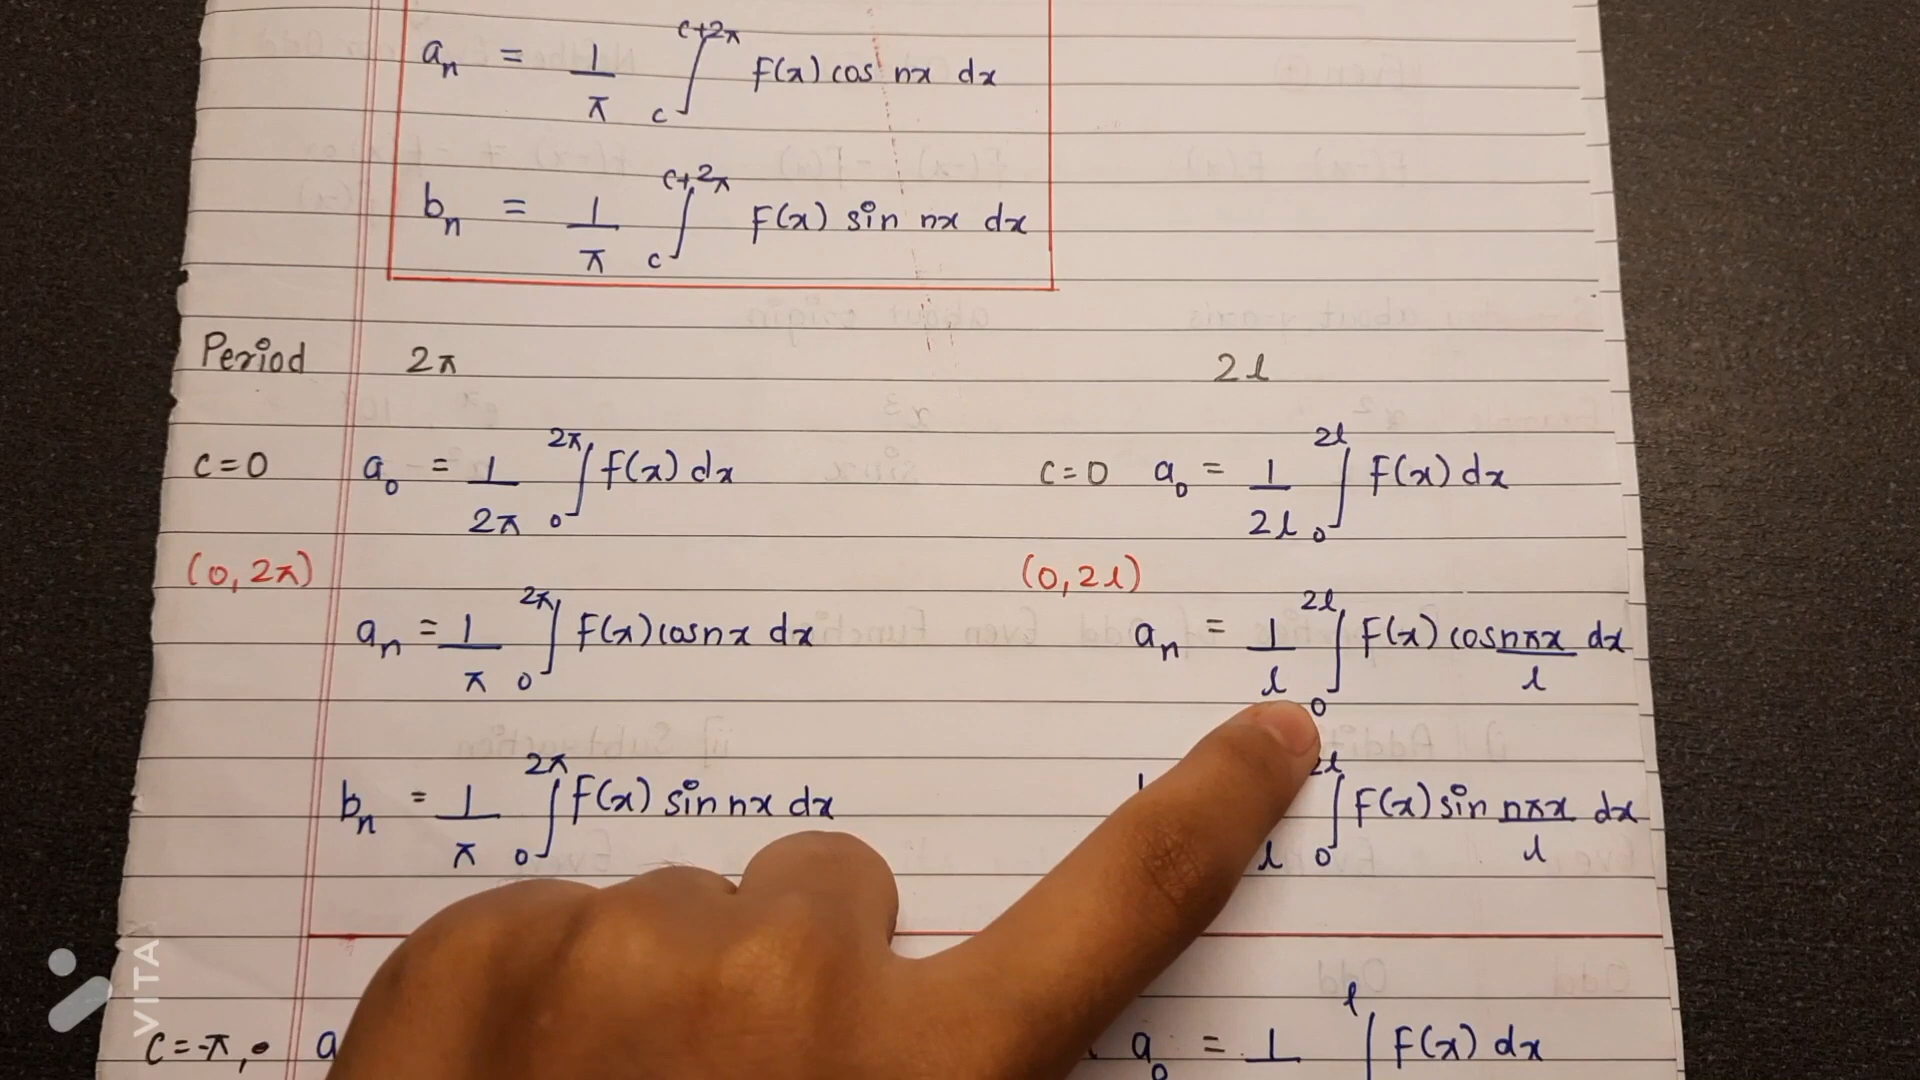 aₙ = 1/π ∫_c^{c+2π} f(x) cos nx dx
bₙ = 1/π ∫_c^{c+2π} f(x) sin nx dx
Period 2π 2l
c=0 a₀ = 1/2π ∫_0^{2π} f(x) dx c=0 a₀ = 1/2l ∫_0^{2l} f(x) dx
(0, 2π) (0, 2l)
aₙ = 1/π ∫_0^{2π} f(x) cosnx dx aₙ = 1/l ∫_0^{2l} f(x) cos nπx/l dx
bₙ = 1/π ∫_0^{2π} f(x) sin nx dx 1/l ∫_0^{2l} f(x) sin nπx/l dx
c=-π, a a₀ = 1 ∫^l f(x) dx
VITA